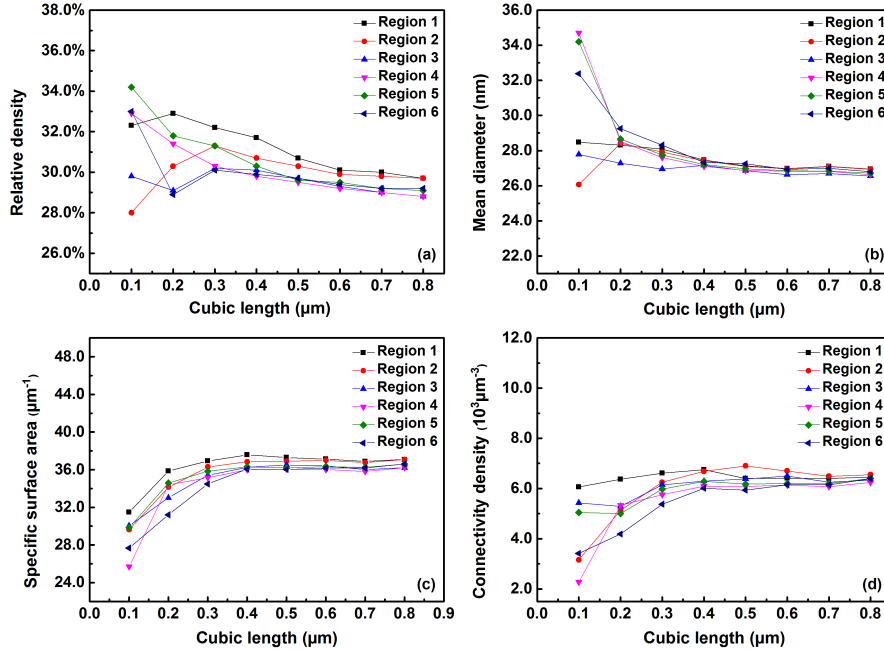 38.0%
36.0%
34.0%
32.0%
30.0%
28.0%
26.0%
Relative density
0.0 0.1 0.2 0.3 0.4 0.5 0.6 0.7 0.8
Cubic length (μm)
Region 1
Region 2
Region 3
Region 4
Region 5
Region 6
(a)
36.0
34.0
32.0
30.0
28.0
26.0
24.0
22.0
Mean diameter (nm)
0.0 0.1 0.2 0.3 0.4 0.5 0.6 0.7 0.8
Cubic length (μm)
Region 1
Region 2
Region 3
Region 4
Region 5
Region 6
(b)
48.0
44.0
40.0
36.0
32.0
28.0
24.0
Specific surface area (μm⁻¹)
0.0 0.1 0.2 0.3 0.4 0.5 0.6 0.7 0.8 0.9
Cubic length (μm)
Region 1
Region 2
Region 3
Region 4
Region 5
Region 6
(c)
12.0
10.0
8.0
6.0
4.0
2.0
Connectivity density (10³μm⁻³)
0.0 0.1 0.2 0.3 0.4 0.5 0.6 0.7 0.8
Cubic length (μm)
Region 1
Region 2
Region 3
Region 4
Region 5
Region 6
(d)